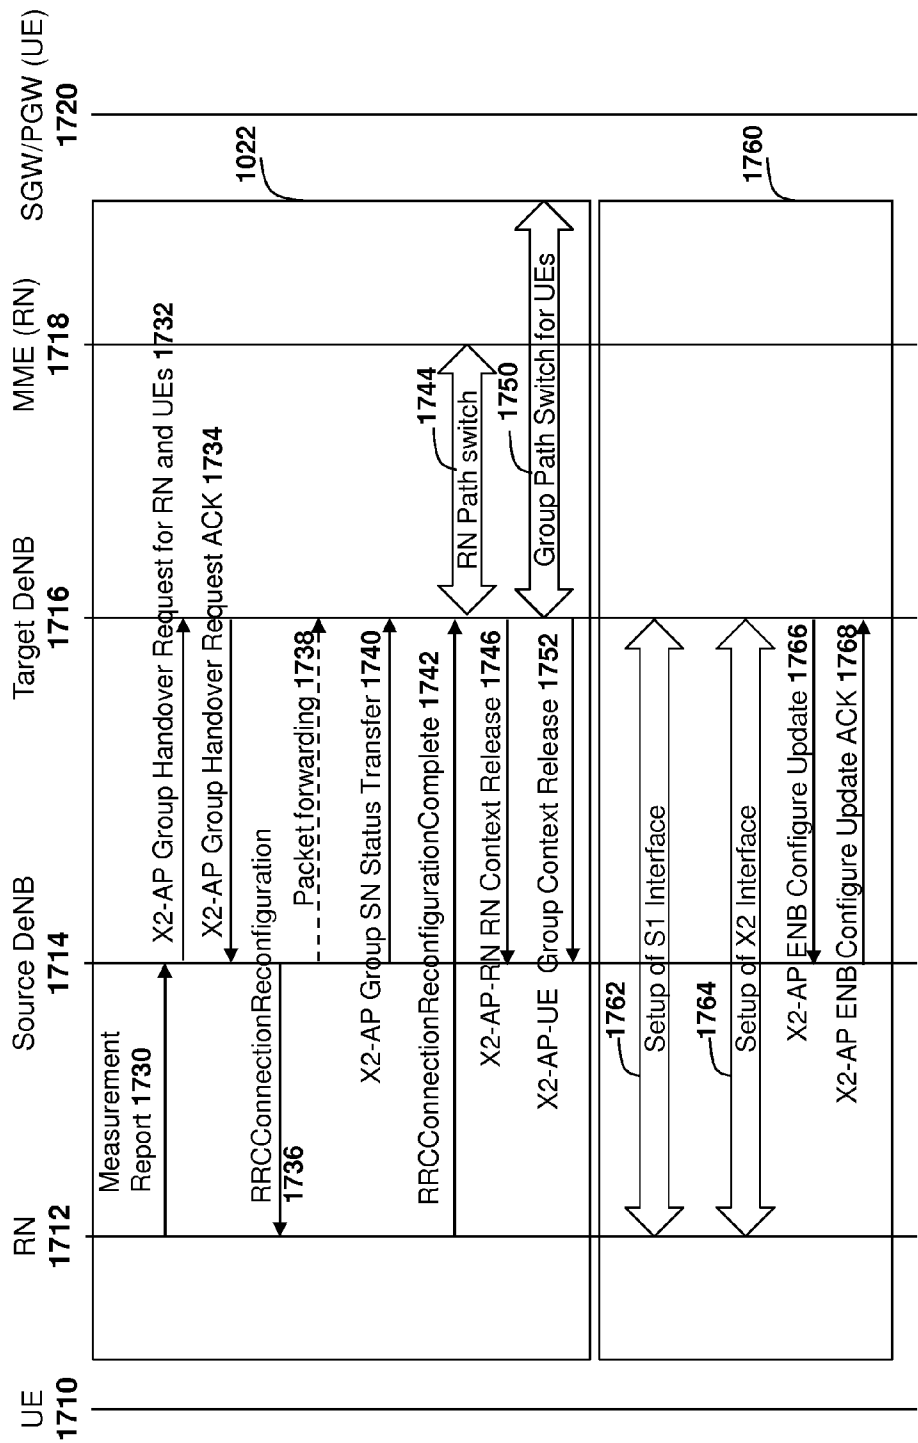 UE
1710
RN
1712
Source DeNB
1714
Target DeNB
1716
MME (RN)
1718
SGW/PGW (UE)
1720
1022
Measurement
Report 1730
X2-AP Group Handover Request for RN and UEs 1732
X2-AP Group Handover Request ACK 1734
RRCConnectionReconfiguration
1736
Packet forwarding 1738
X2-AP Group SN Status Transfer 1740
RRCConnectionReconfigurationComplete 1742
1744
RN Path switch
X2-AP-RN RN Context Release 1746
1750
Group Path Switch for UEs
X2-AP-UE Group Context Release 1752
1760
1762
Setup of S1 Interface
1764
Setup of X2 Interface
X2-AP ENB Configure Update 1766
X2-AP ENB Configure Update ACK 1768